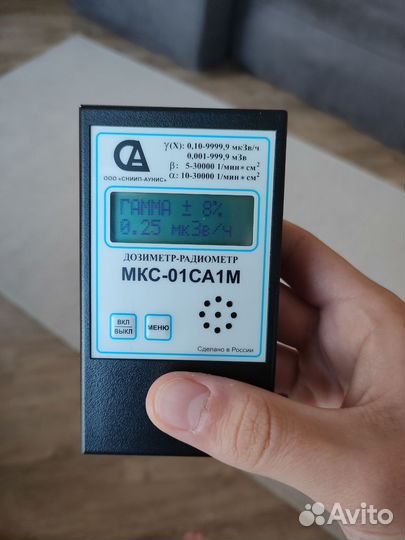 γ(X): 0,10-9999,9 мкЗв/ч
0,001-999,9 мЗв
β: 5-30000 1/мин∗см²
α: 10-30000 1/мин∗см²
СА
ООО «СНИИП-АУНИС»
ГАММА ± 8%
0.25 мкЗв/ч
ДОЗИМЕТР-РАДИОМЕТР
МКС-01СА1М
ВКЛ
ВЫКЛ
МЕНЮ
Сделано в России
Avito